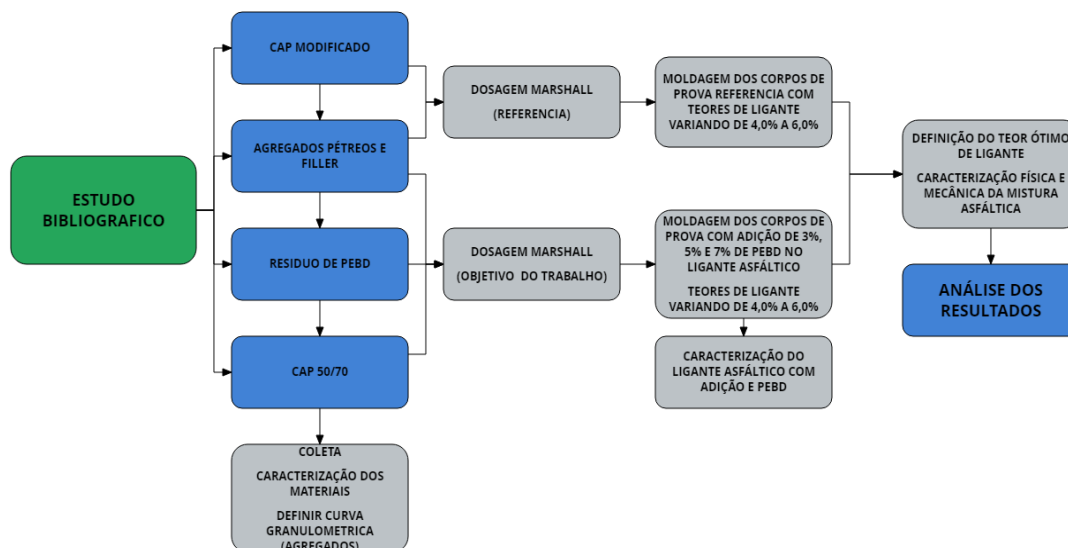 ESTUDO
BIBLIOGRAFICO
CAP MODIFICADO
AGREGADOS PÉTREOS E
FILLER
RESIDUO DE PEBD
CAP 50/70
COLETA
CARACTERIZAÇÃO DOS
MATERIAIS
DEFINIR CURVA
GRANULOMETRICA
(AGREGADOS)
DOSAGEM MARSHALL
(REFERENCIA)
DOSAGEM MARSHALL
(OBJETIVO DO TRABALHO)
MOLDAGEM DOS CORPOS DE
PROVA REFERENCIA COM
TEORES DE LIGANTE
VARIANDO DE 4,0% A 6,0%
MOLDAGEM DOS CORPOS DE
PROVA COM ADIÇÃO DE 3%,
5% E 7% DE PEBD NO
LIGANTE ASFÁLTICO
TEORES DE LIGANTE
VARIANDO DE 4,0% A 6,0%
CARACTERIZAÇÃO DO
LIGANTE ASFÁLTICO COM
ADIÇÃO E PEBD
DEFINIÇÃO DO TEOR ÓTIMO
DE LIGANTE
CARACTERIZAÇÃO FÍSICA E
MECÂNICA DA MISTURA
ASFÁLTICA
ANÁLISE DOS
RESULTADOS